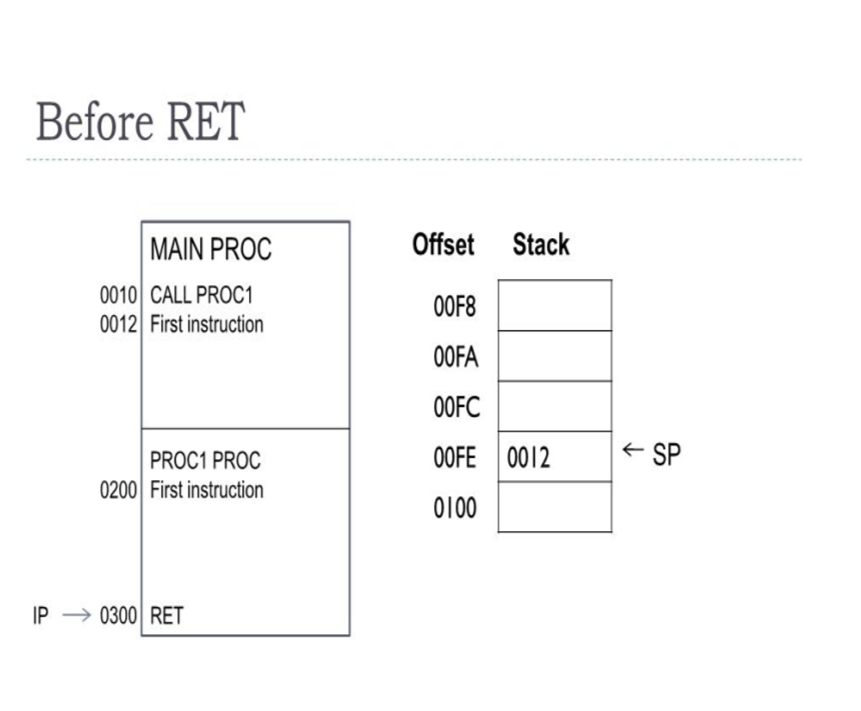 Before RET
MAIN PROC
0010 CALL PROC1
0012 First instruction
PROC1 PROC
0200 First instruction
IP → 0300 RET
Offset Stack
00F8
00FA
00FC
00FE 0012 ← SP
0100